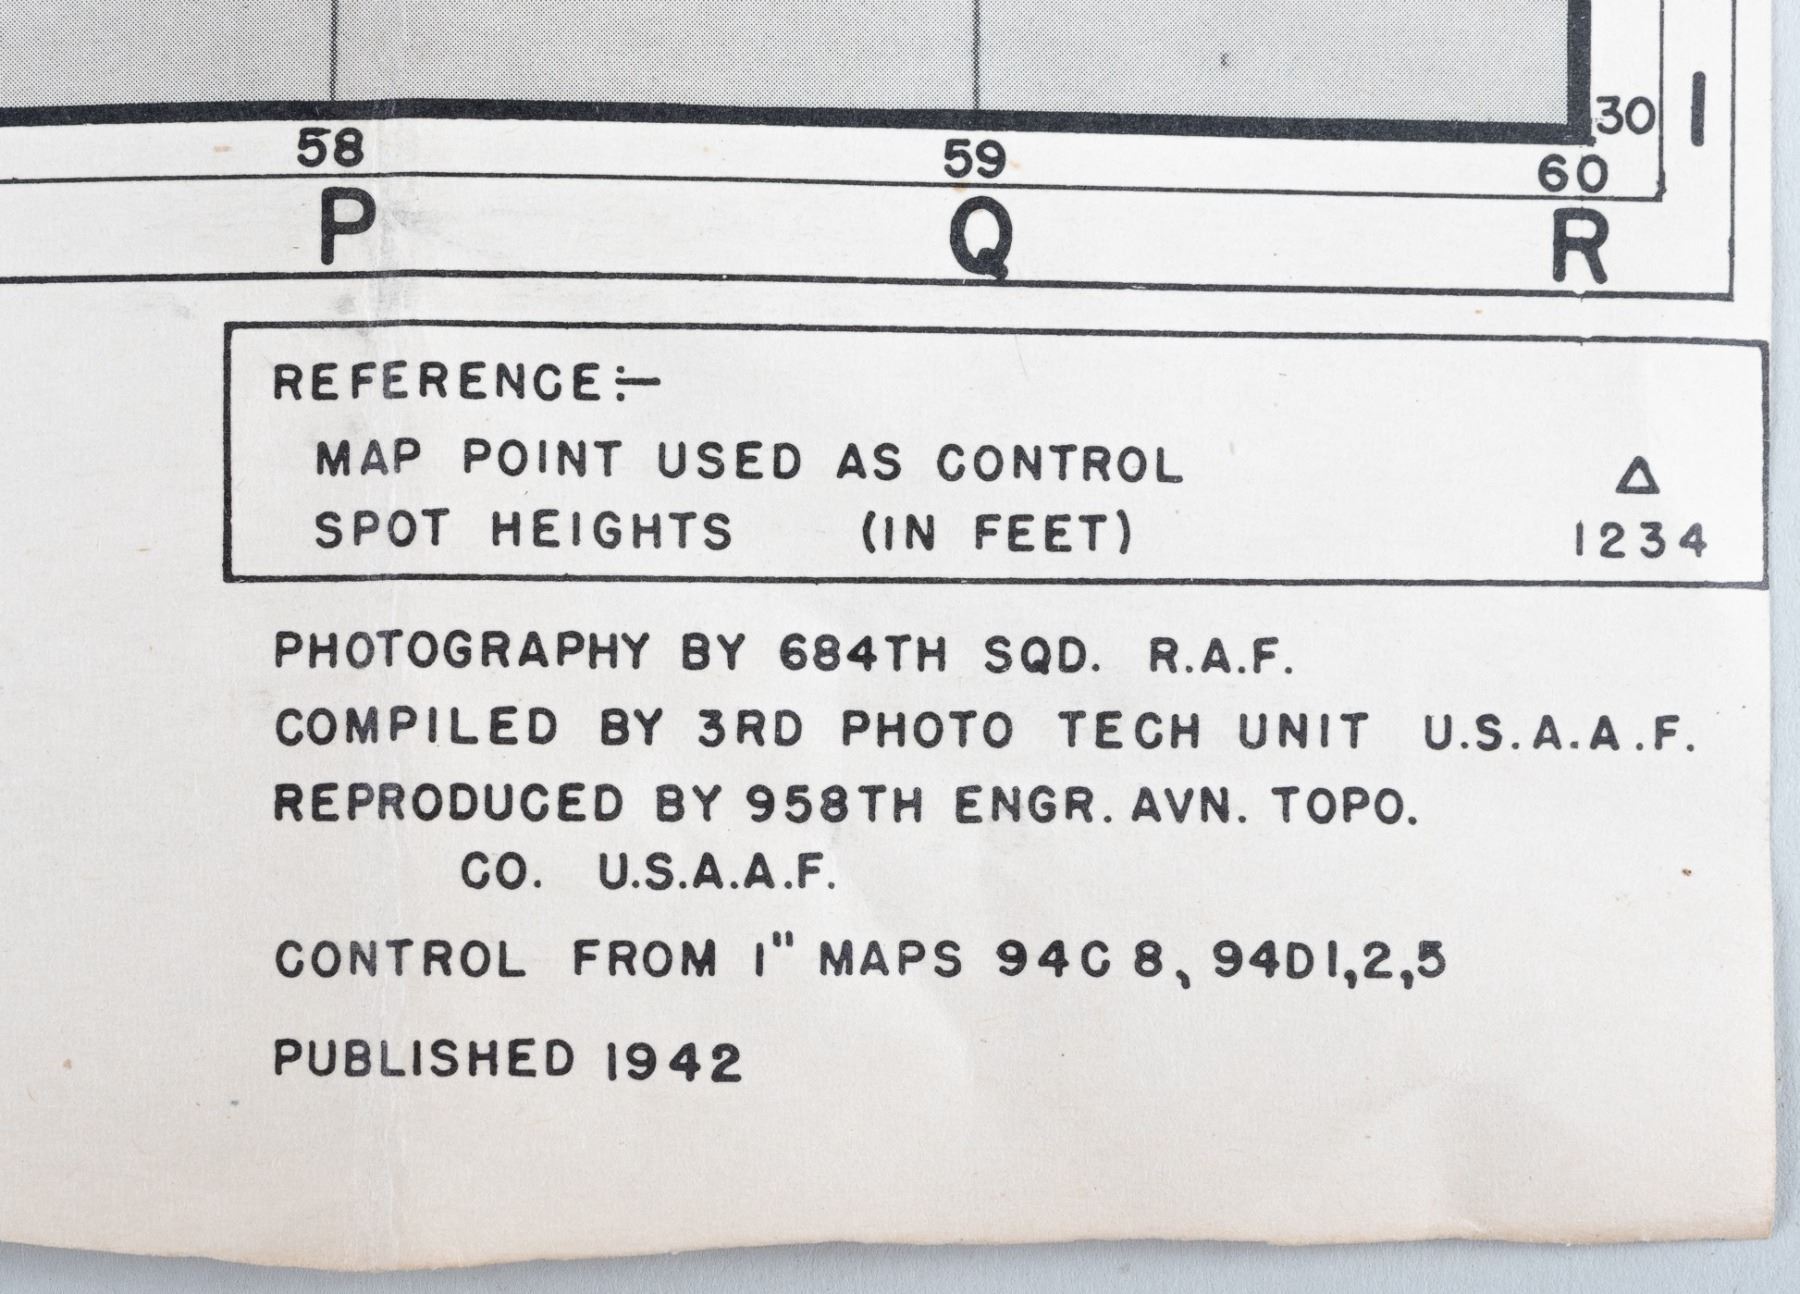 30 I
58 59 60
P Q R
REFERENCE:-
MAP POINT USED AS CONTROL △
SPOT HEIGHTS (IN FEET) 1234
PHOTOGRAPHY BY 684TH SQD. R.A.F.
COMPILED BY 3RD PHOTO TECH UNIT U.S.A.A.F.
REPRODUCED BY 958TH ENGR. AVN. TOPO.
CO. U.S.A.A.F.
CONTROL FROM 1" MAPS 94C 8, 94D1,2,5
PUBLISHED 1942